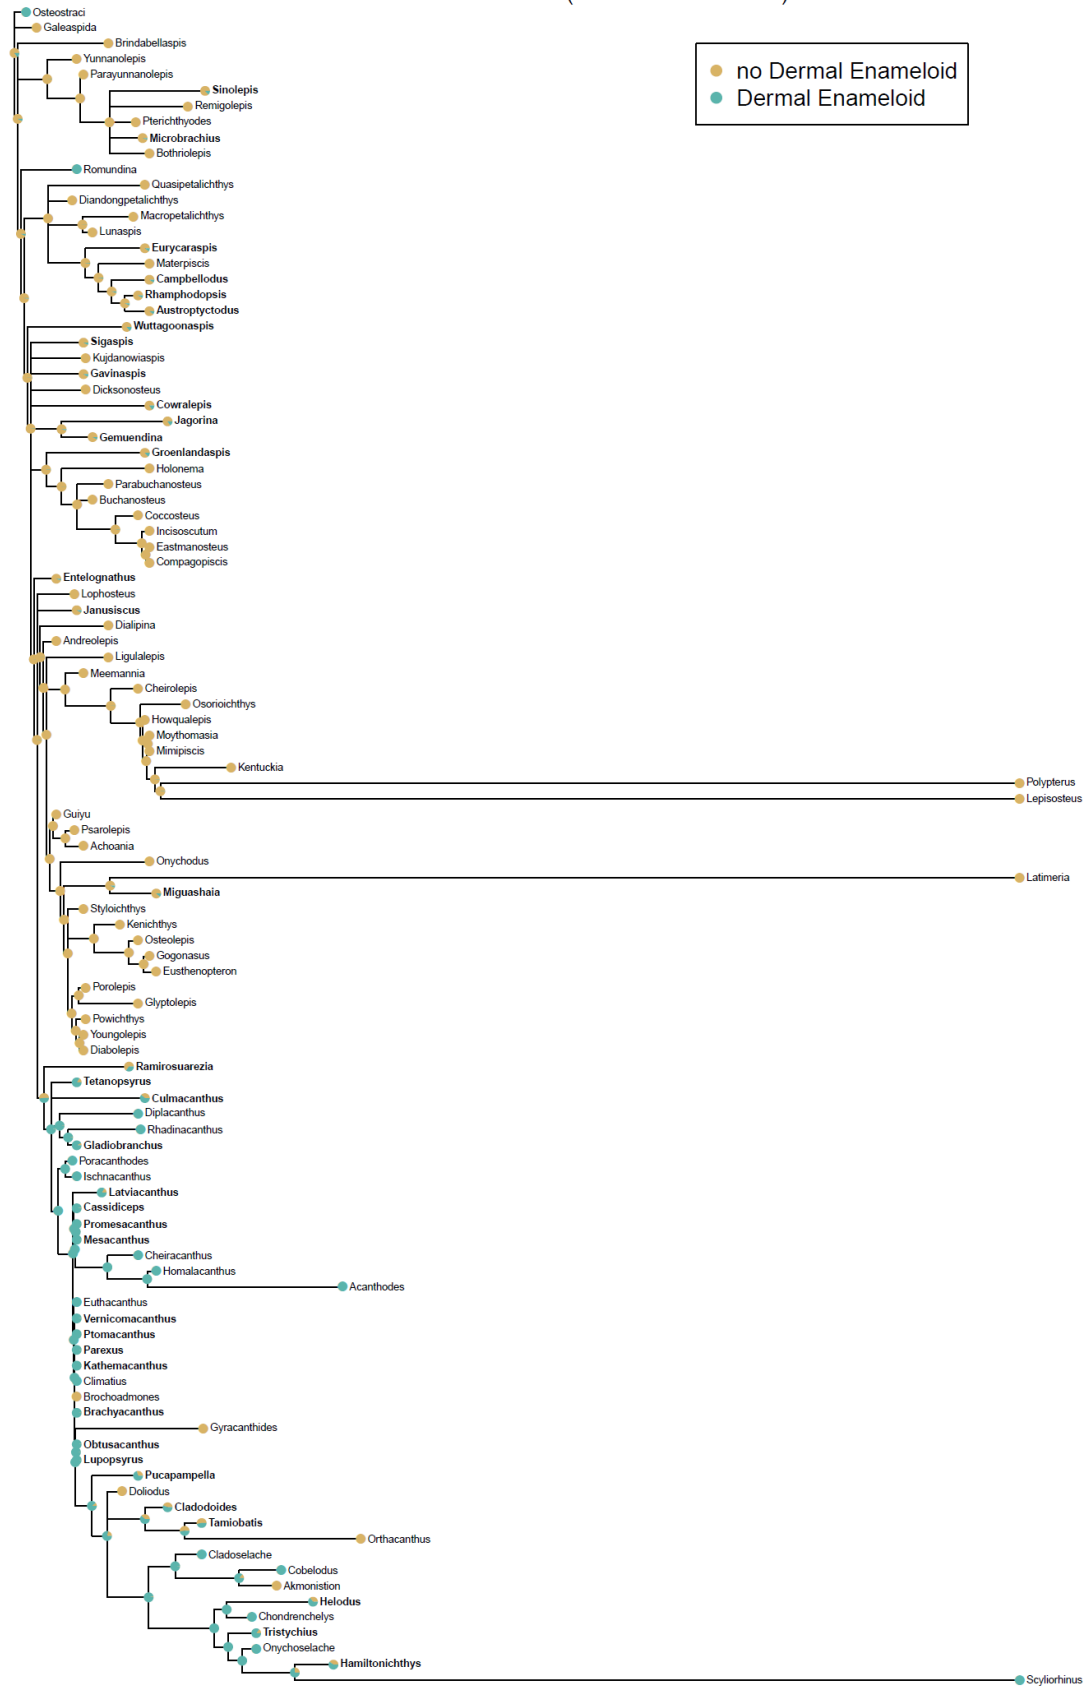 Osteostraci
Galeaspida
Brindabellaspis
Yunnanolepis
Parayunnanolepis
Sinolepis
Remigolepis
Pterichthyodes
Microbrachius
Bothriolepis
no Dermal Enameloid
Dermal Enameloid
Romundina
Quasipetalichthys
Diandongpetalichthys
Macropetalichthys
Lunaspis
Eurycaraspis
Materpiscis
Campbellodus
Rhamphodopsis
Austroptyctodus
Wuttagoonaspis
Sigaspis
Kujdanowiaspis
Gavinaspis
Dicksonosteus
Cowralepis
Jagorina
Gemuendina
Groenlandaspis
Holonema
Parabuchanosteus
Buchanosteus
Coccosteus
Incisoscutum
Eastmanosteus
Compagopiscis
Entelognathus
Lophosteus
Janusiscus
Dialipina
Andreolepis
Ligulalepis
Meemannia
Cheirolepis
Osorioichthys
Howqualepis
Moythomasia
Mimipiscis
Kentuckia
Polypterus
Lepisosteus
Guiyu
Psarolepis
Achoania
Onychodus
Latimeria
Miguashaia
Styloichthys
Kenichthys
Osteolepis
Gogonasus
Eusthenopteron
Porolepis
Glyptolepis
Powichthys
Youngolepis
Diabolepis
Ramirosuarezia
Tetanopsyrus
Culmacanthus
Diplacanthus
Rhadinacanthus
Gladiobranchus
Poracanthodes
Ischnacanthus
Latviacanthus
Cassidiceps
Promesacanthus
Mesacanthus
Cheiracanthus
Homalacanthus
Acanthodes
Euthacanthus
Vernicomacanthus
Ptomacanthus
Parexus
Kathemacanthus
Climatius
Brochoadmones
Brachyacanthus
Gyracanthides
Obtusacanthus
Lupopsyrus
Pucapampella
Doliodus
Cladodoides
Tamiobatis
Orthacanthus
Cladoselache
Cobelodus
Akmonistion
Helodus
Chondrenchelys
Tristychius
Onychoselache
Hamiltonichthys
Scyliorhinus